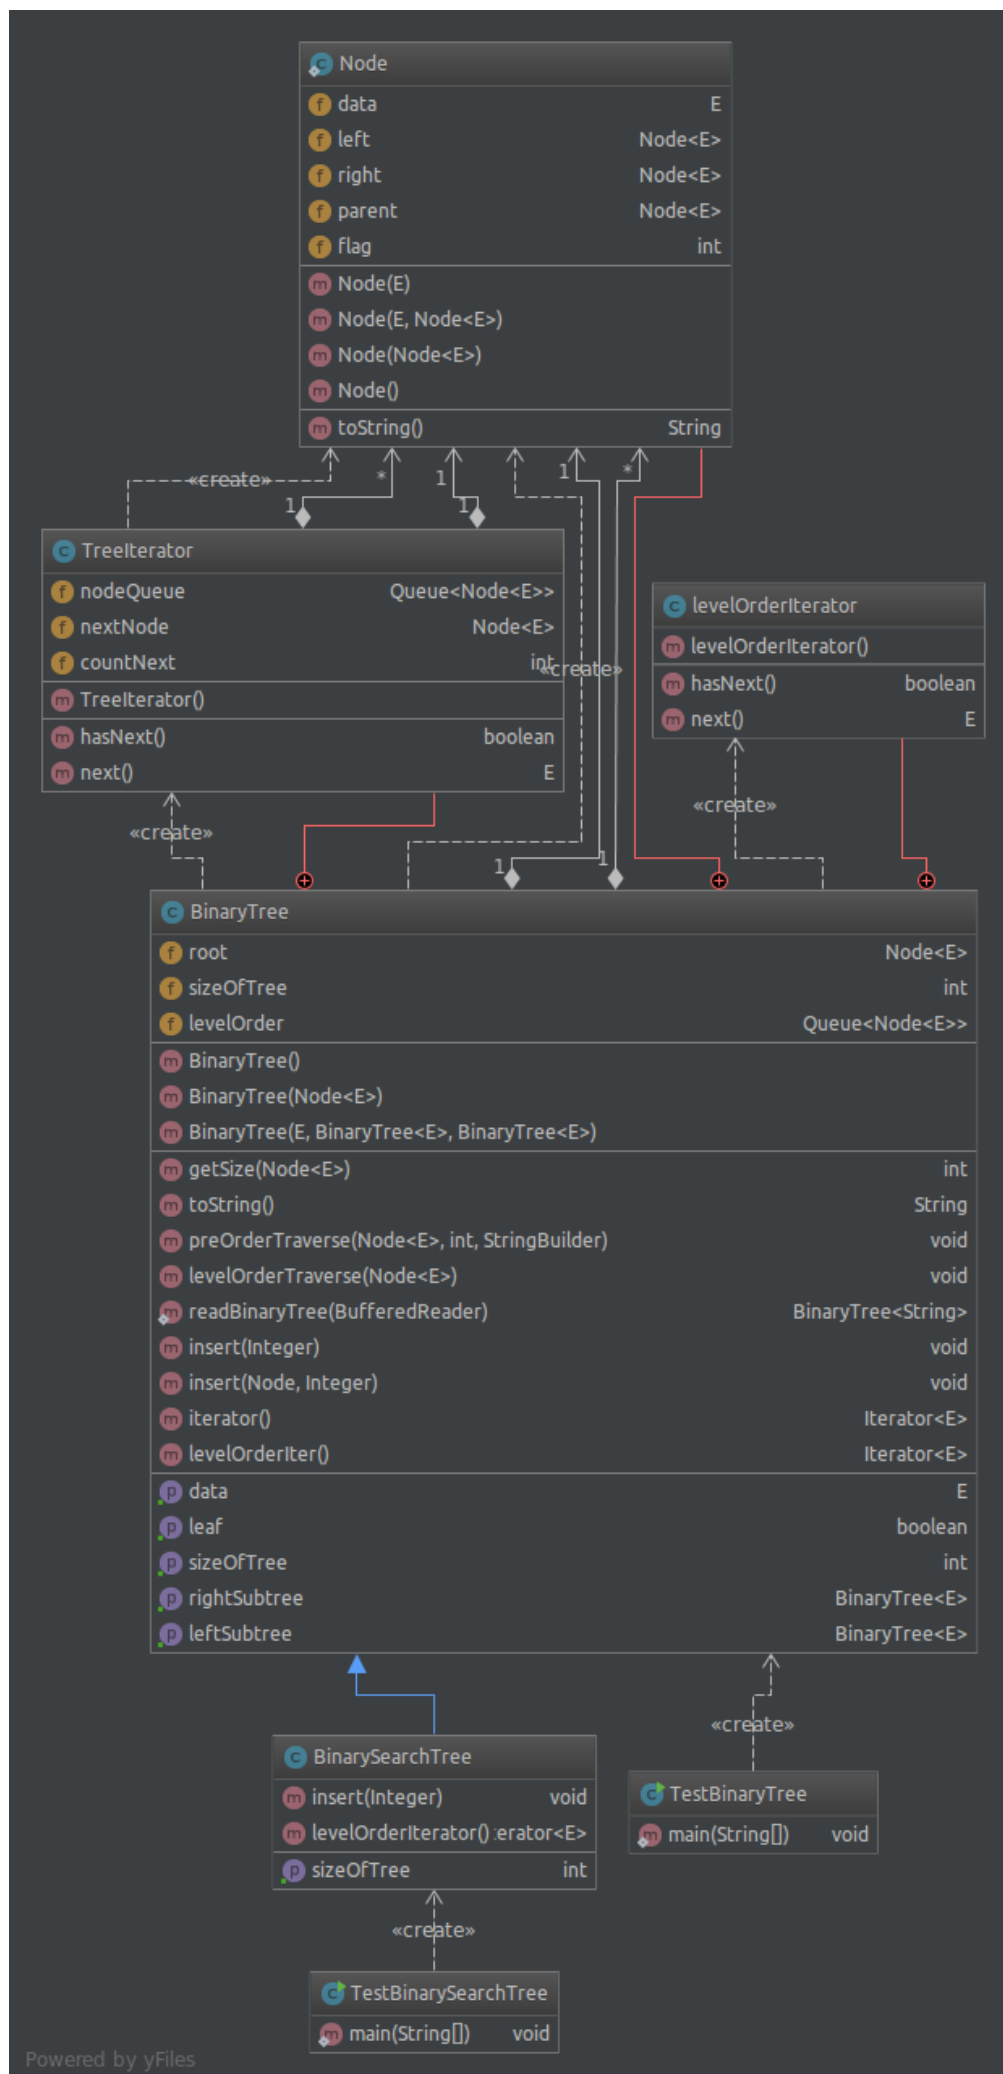 Node
data E
left Node<E>
right Node<E>
parent Node<E>
flag int
Node(E)
Node(E, Node<E>)
Node(Node<E>)
Node()
toString() String
«create»
1
*
1
1
1
*
TreeIterator
nodeQueue Queue<Node<E>>
nextNode Node<E>
countNext int
TreeIterator()
hasNext() boolean
next() E
«create»
levelOrderIterator
levelOrderIterator()
hasNext() boolean
next() E
«create»
«create»
1
1
BinaryTree
root Node<E>
sizeOfTree int
levelOrder Queue<Node<E>>
BinaryTree()
BinaryTree(Node<E>)
BinaryTree(E, BinaryTree<E>, BinaryTree<E>)
getSize(Node<E>) int
toString() String
preOrderTraverse(Node<E>, int, StringBuilder) void
levelOrderTraverse(Node<E>) void
readBinaryTree(BufferedReader) BinaryTree<String>
insert(Integer) void
insert(Node, Integer) void
iterator() Iterator<E>
levelOrderIter() Iterator<E>
data E
leaf boolean
sizeOfTree int
rightSubtree BinaryTree<E>
leftSubtree BinaryTree<E>
«create»
BinarySearchTree
insert(Integer) void
levelOrderIterator() :erator<E>
sizeOfTree int
TestBinaryTree
main(String[]) void
«create»
TestBinarySearchTree
main(String[]) void
Powered by yFiles